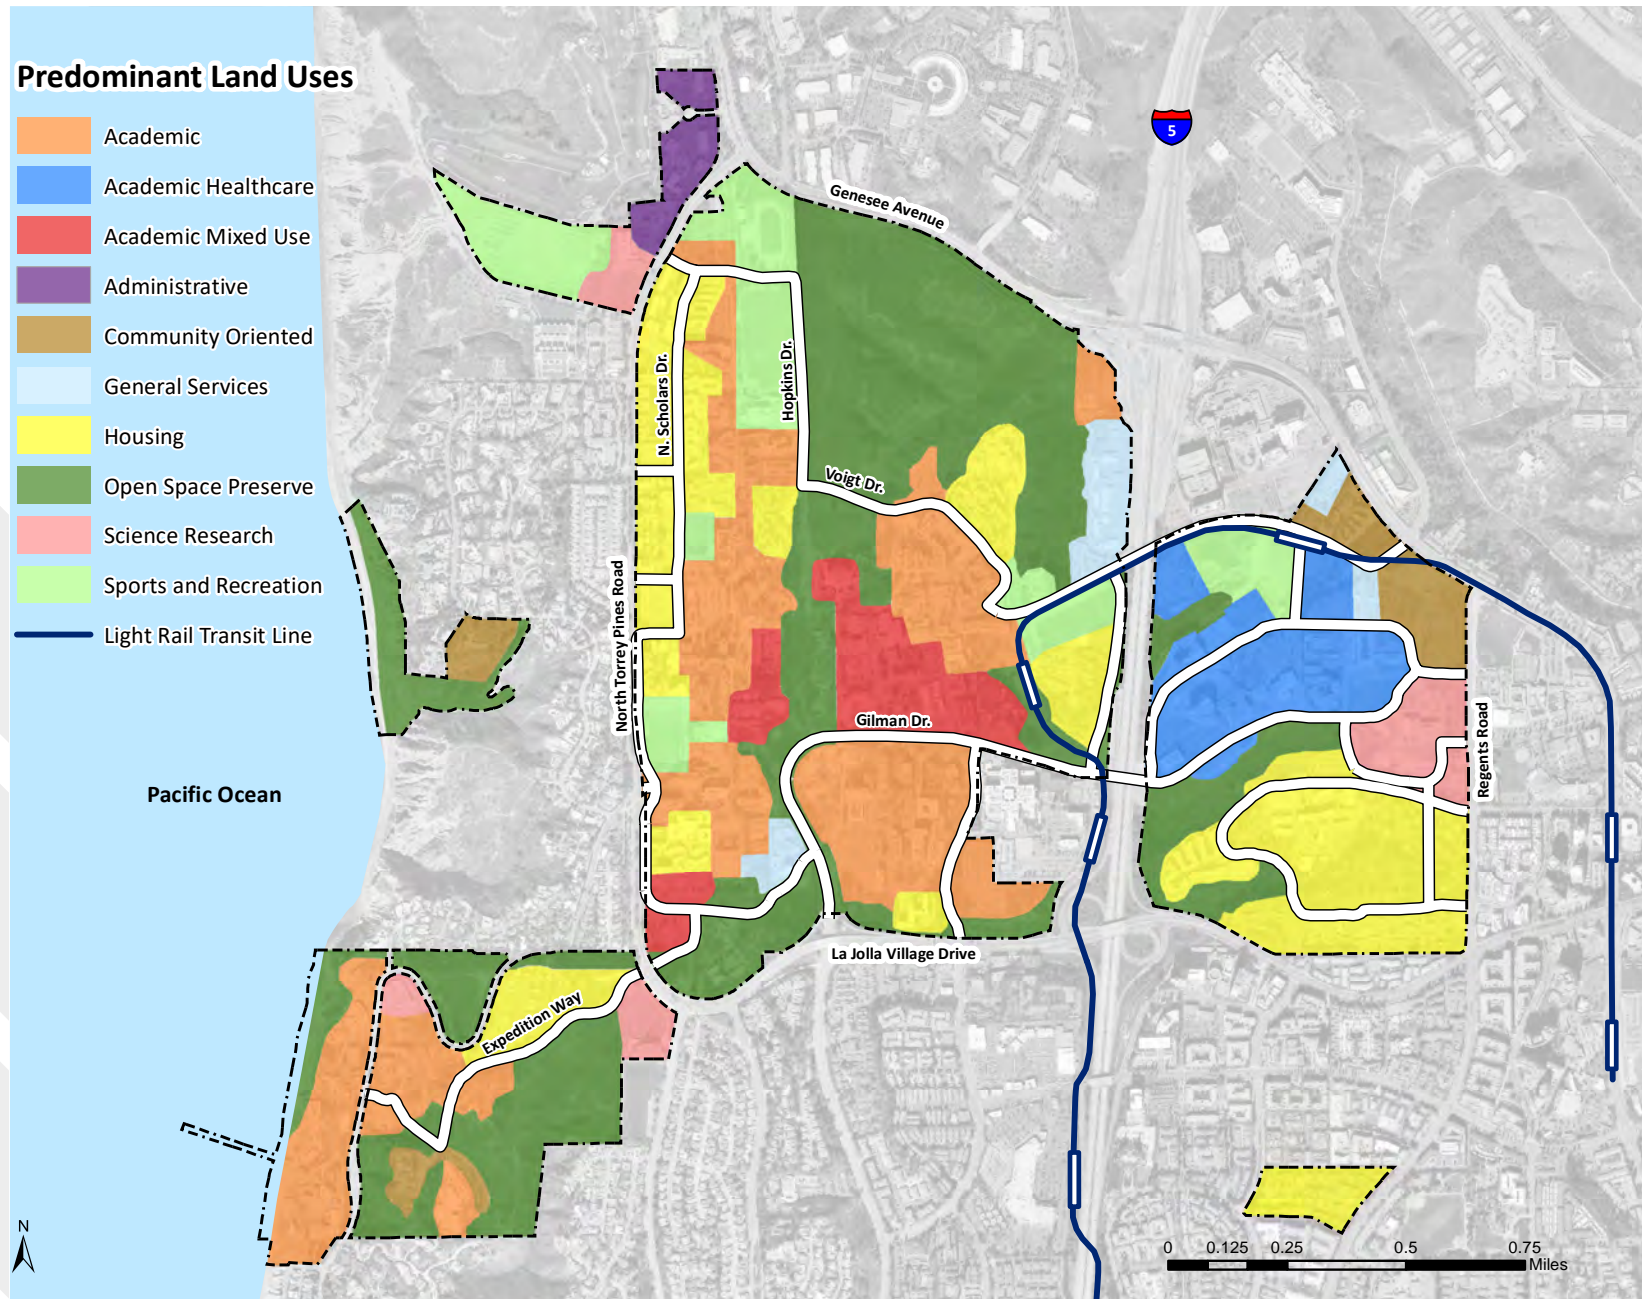 Predominant Land Uses
Academic
Academic Healthcare
Academic Mixed Use
Administrative
Community Oriented
General Services
Housing
Open Space Preserve
Science Research
Sports and Recreation
Light Rail Transit Line
5
Genesee Avenue
N. Scholars Dr.
Hopkins Dr.
Voigt Dr.
North Torrey Pines Road
Gilman Dr.
Regents Road
Pacific Ocean
La Jolla Village Drive
Expedition Way
N
0 0.125 0.25 0.5 0.75
Miles